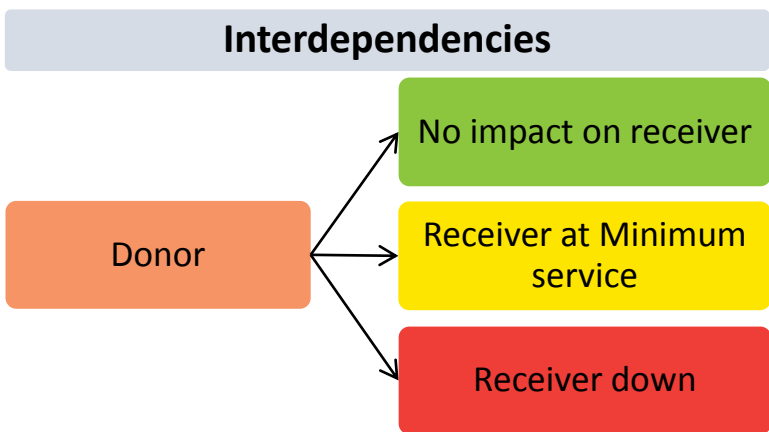 Interdependencies
No impact on receiver
Donor
Receiver at Minimum
service
Receiver down